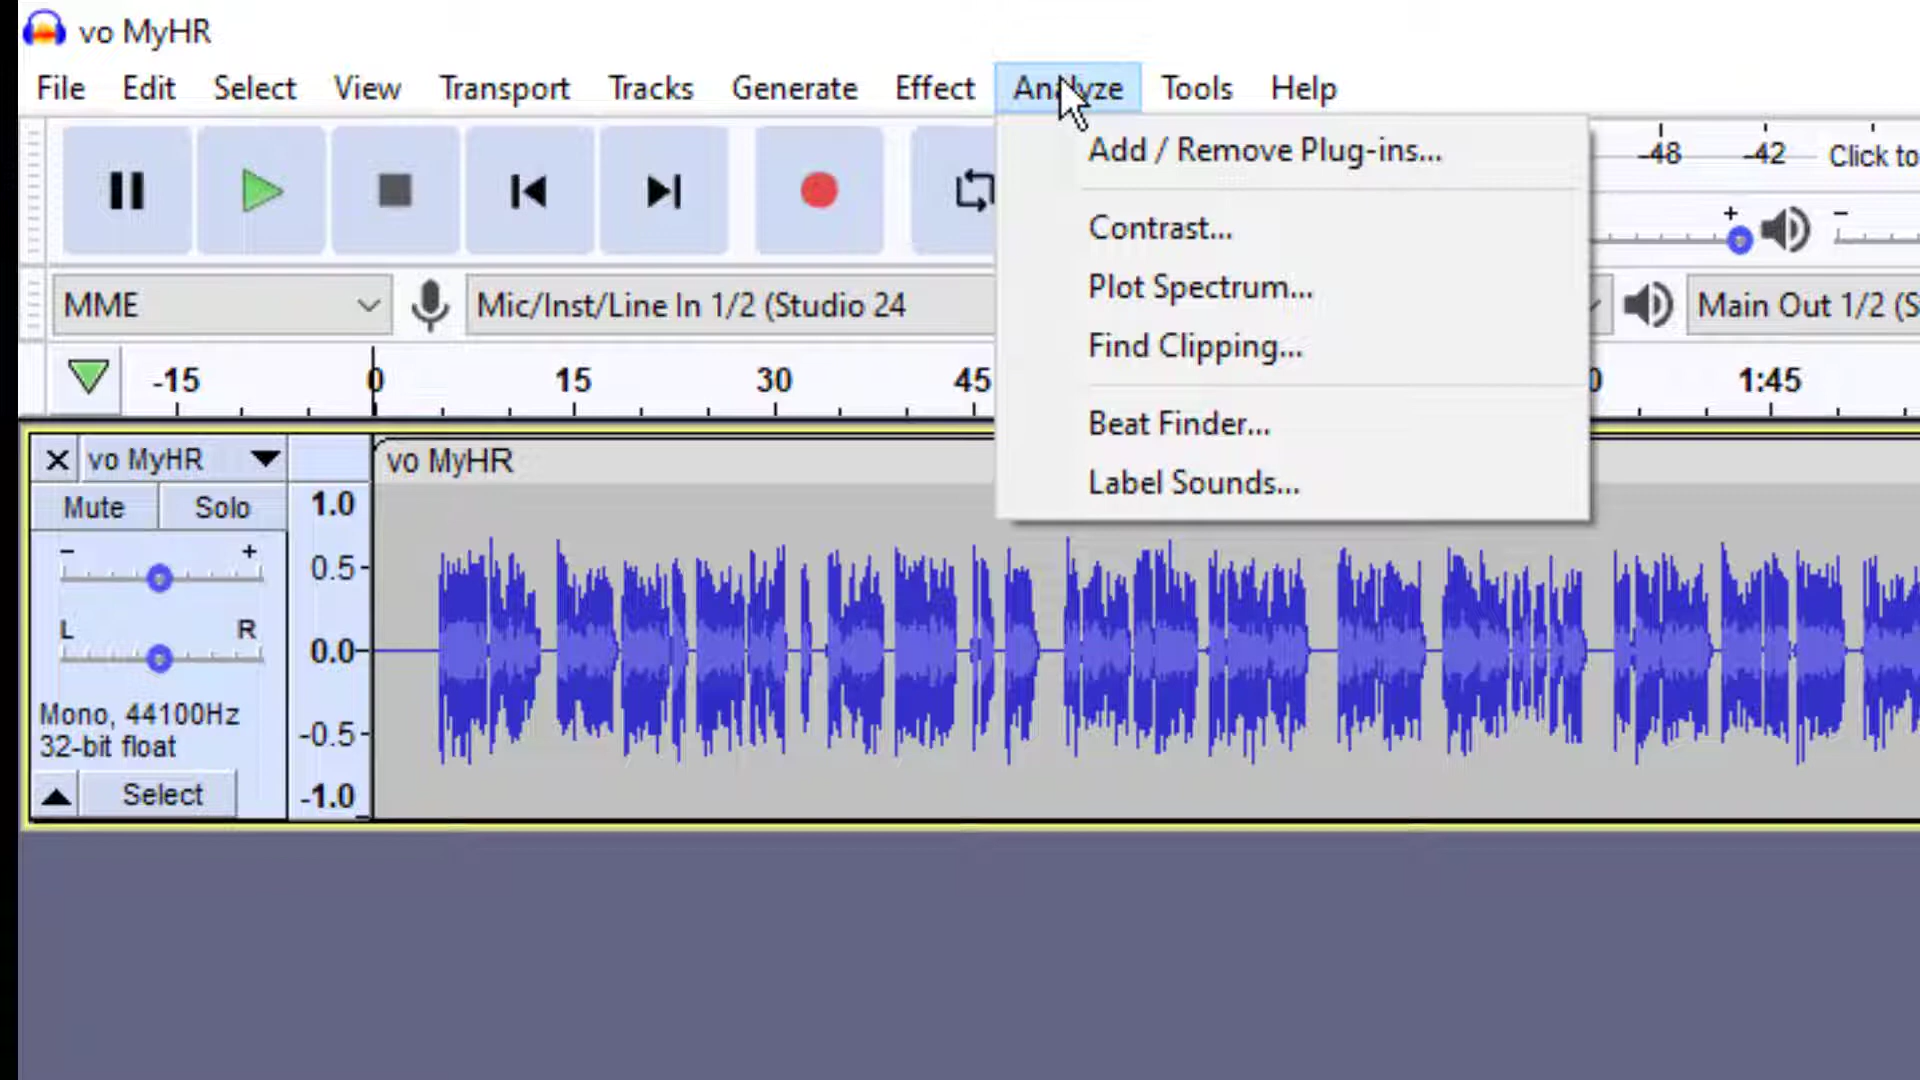 vo MyHR
File Edit Select View Transport Tracks Generate Effect Analyze Tools Help
Add / Remove Plug-ins...
Contrast...
Plot Spectrum...
Find Clipping...
Beat Finder...
Label Sounds...
-48 -42 Click to
+ -
MME
Mic/Inst/Line In 1/2 (Studio 24
Main Out 1/2 (S
-15 0 15 30 45 0 1:45
vo MyHR
vo MyHR
Mute Solo
- +
L R
Mono, 44100Hz
32-bit float
Select
1.0
0.5
0.0
-0.5
-1.0